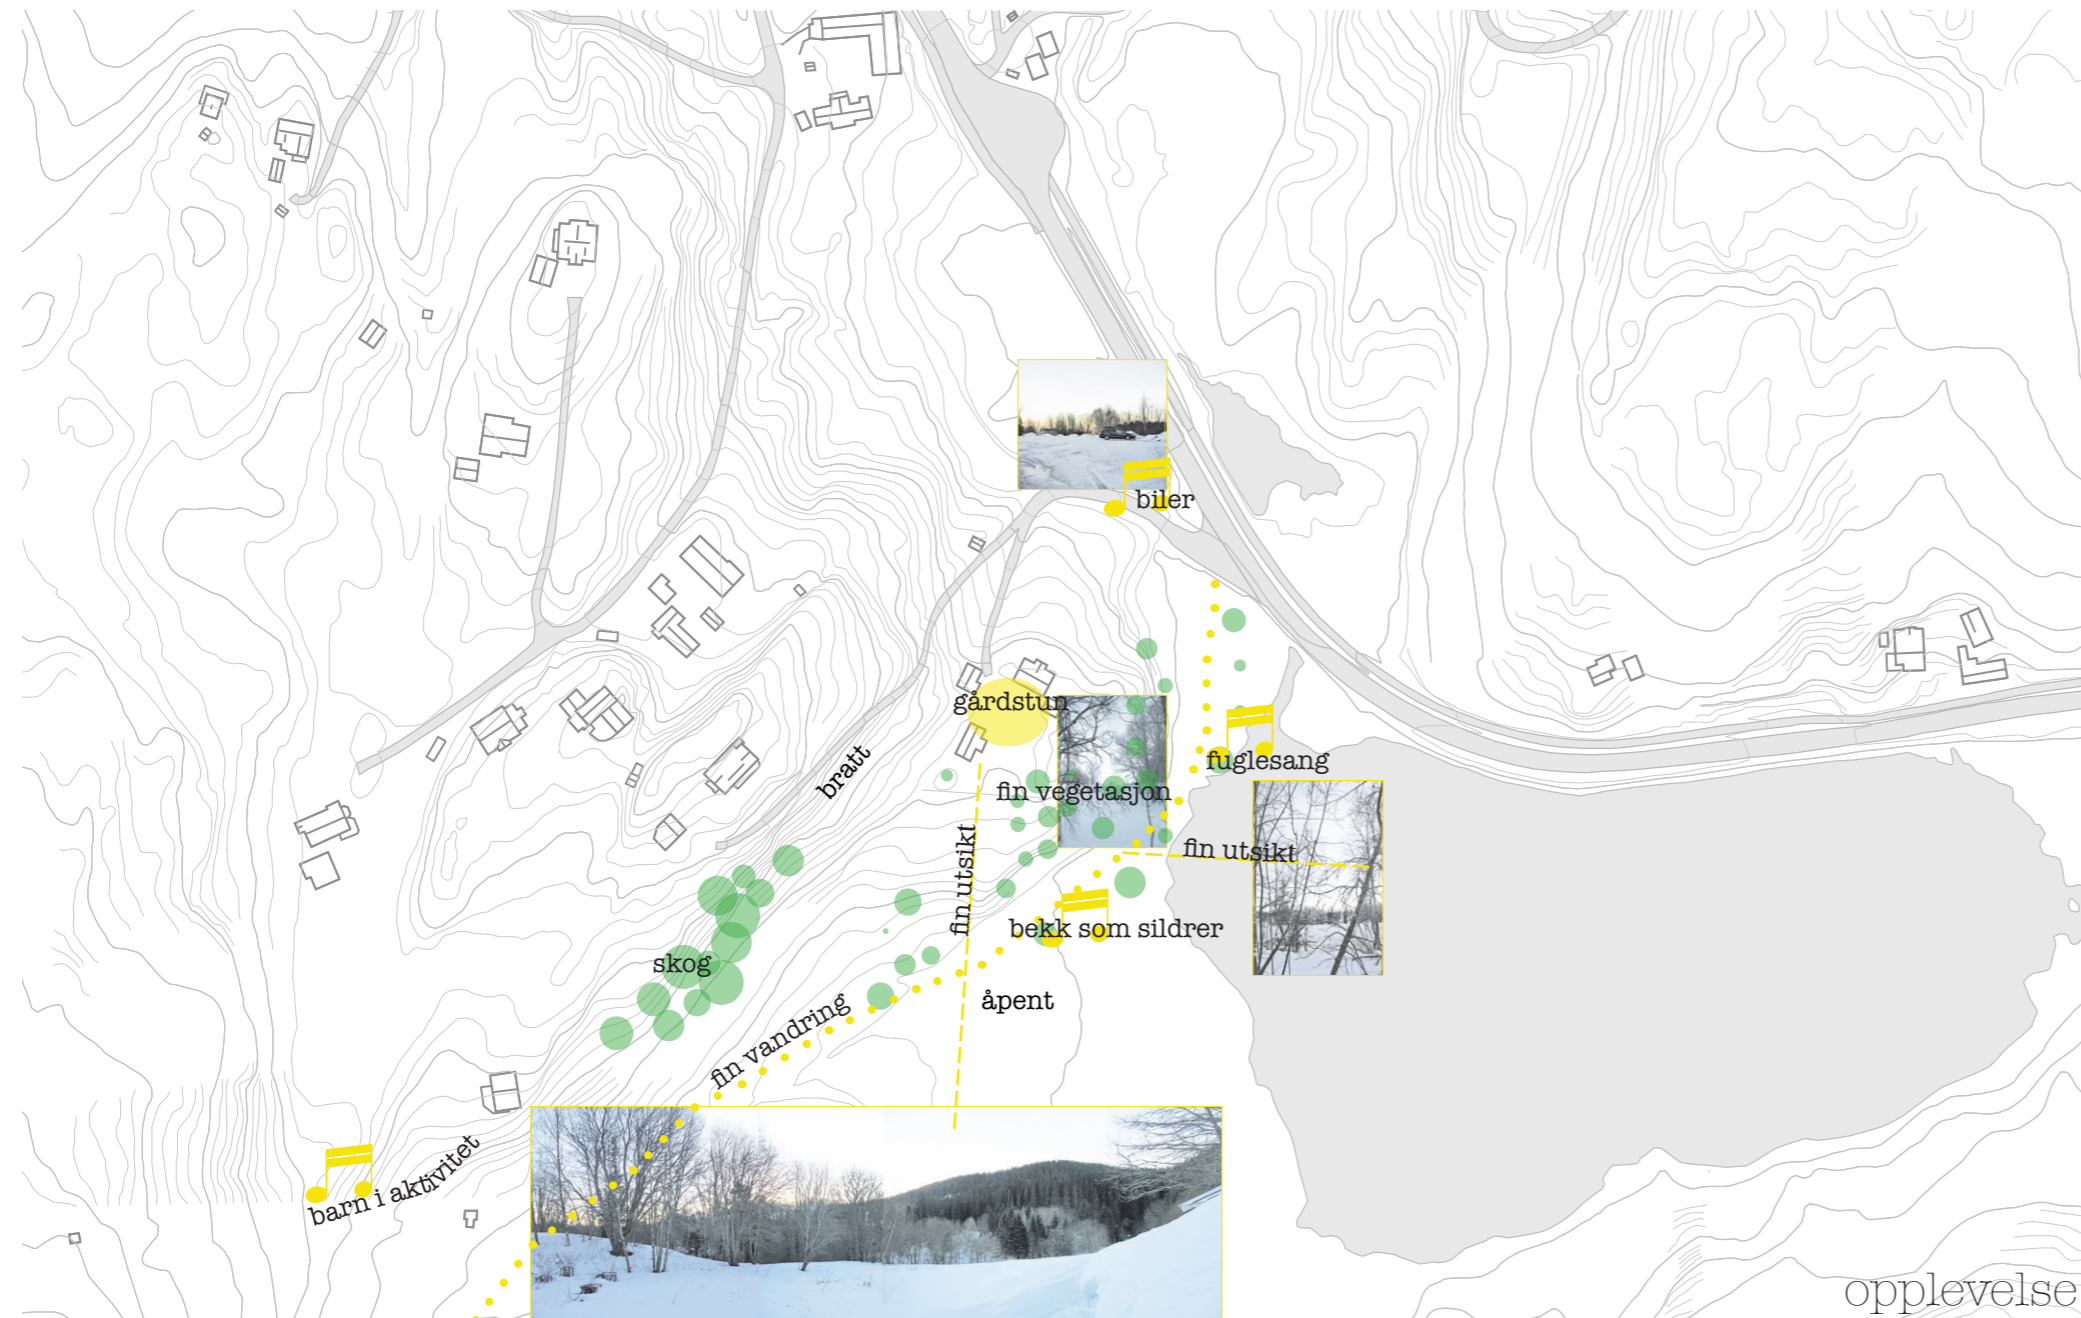 biler
gårdstun
bratt
fuglesang
fin vegetasjon
fin utsikt
fin utsikt
bekk som sildrer
skog
åpent
fin vandring
barn i aktivitet
opplevelse